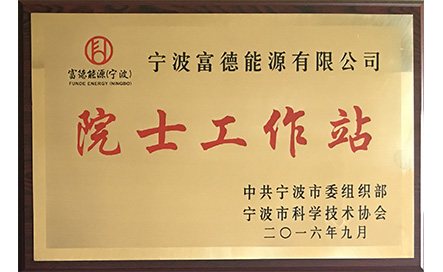 宁波富德能源有限公司
富德能源(宁波)
FUNDE ENERGY (NINGBO)
院士工作站
中共宁波市委组织部
宁波市科学技术协会
二〇一六年九月